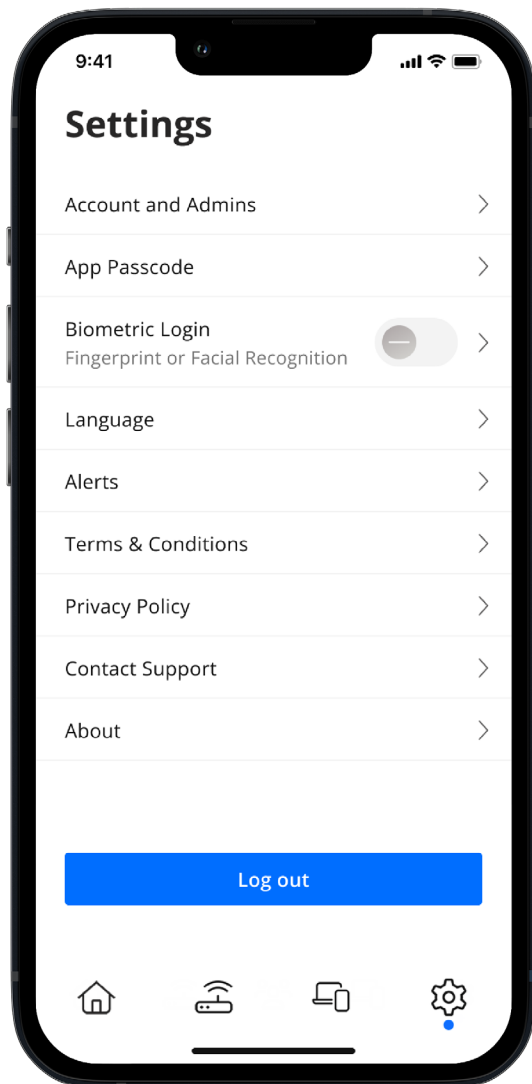 9:41
Settings
Account and Admins
App Passcode
Biometric Login
Fingerprint or Facial Recognition
Language
Alerts
Terms & Conditions
Privacy Policy
Contact Support
About
Log out